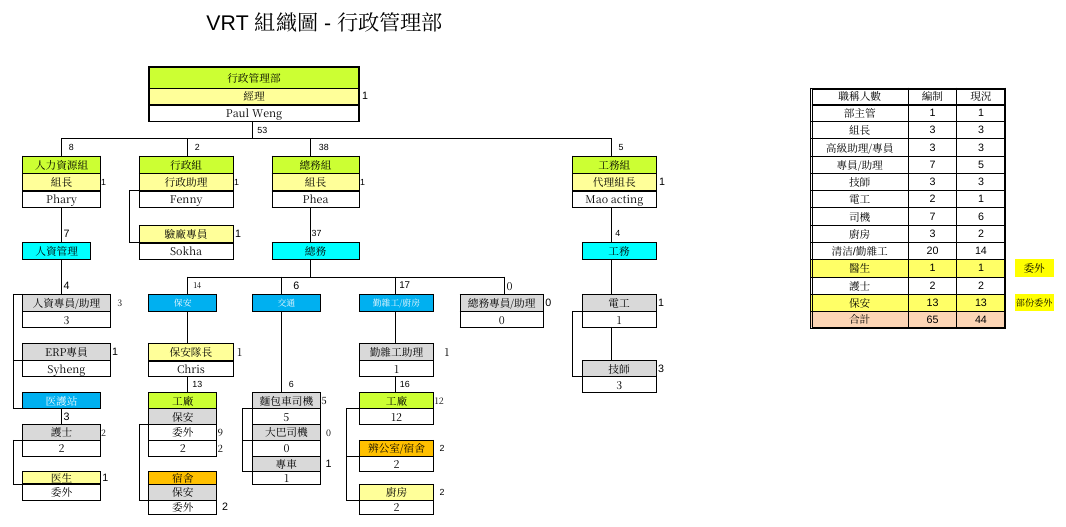 VRT 組織圖 - 行政管理部
行政管理部
經理 1
Paul Weng
53
8 2 38 5
人力資源組 行政組 總務組 工務組
組長 1 行政助理 1 組長 1 代理組長 1
Phary Fenny Phea Mao acting
7 驗廠專員 1 37 4
人資管理 Sokha 總務 工務
4 14 6 17 0
人資專員/助理 3 保安 交通 勤雜工/廚房 總務專員/助理 0 電工 1
3 0 1
ERP專員 1 保安隊長 1 勤雜工助理 1
Syheng Chris 1 技師 3
13 6 16 3
医護站 工廠 麵包車司機 5 工廠 12
3 保安 5 12
護士 2 委外 9 大巴司機 0
2 2 2 0 辨公室/宿舍 2
專車 1 2
医生 1 宿舍 1
委外 保安 廚房 2
委外 2 2
職稱人數 編制 現況
部主管 1 1
組長 3 3
高級助理/專員 3 3
專員/助理 7 5
技師 3 3
電工 2 1
司機 7 6
廚房 3 2
清洁/勤雜工 20 14
醫生 1 1 委外
護士 2 2
保安 13 13 部份委外
合計 65 44